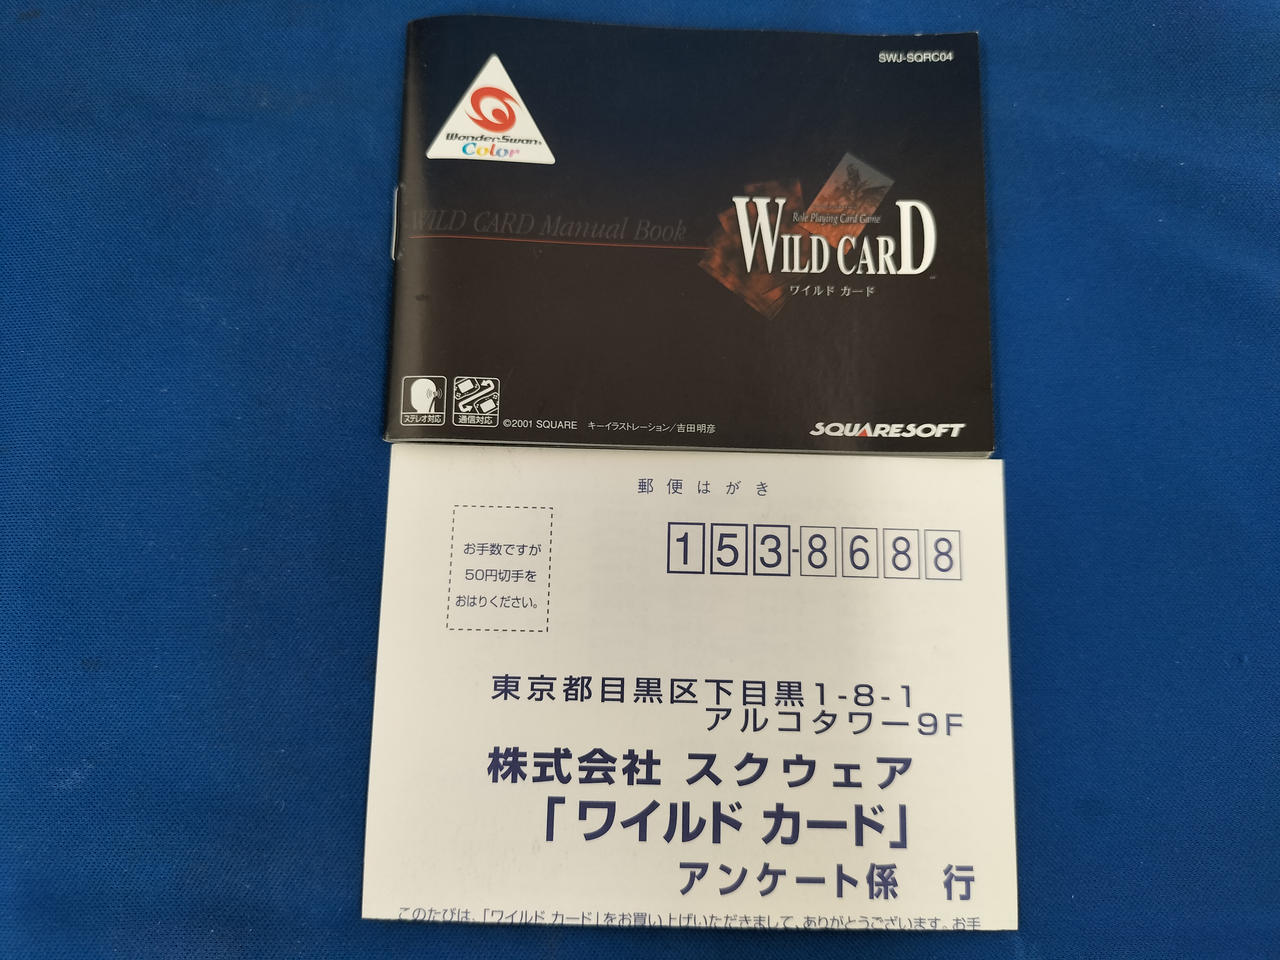 SWJ-SQRC04
WonderSwan
Color
WILD CARD Manual Book
Role Playing Card Game
WILD CARD
ワイルド カード
ステレオ対応
通信対応
©2001 SQUARE キーイラストレーション/吉田明彦
SQUARESOFT
郵便はがき
153-8688
お手数ですが
50円切手を
おはりください。
東京都目黒区下目黒1-8-1
アルコタワー9F
株式会社 スクウェア
「ワイルド カード」
アンケート係 行
このたびは、「ワイルド カード」をお買い上げいただきまして、ありがとうございます。お手